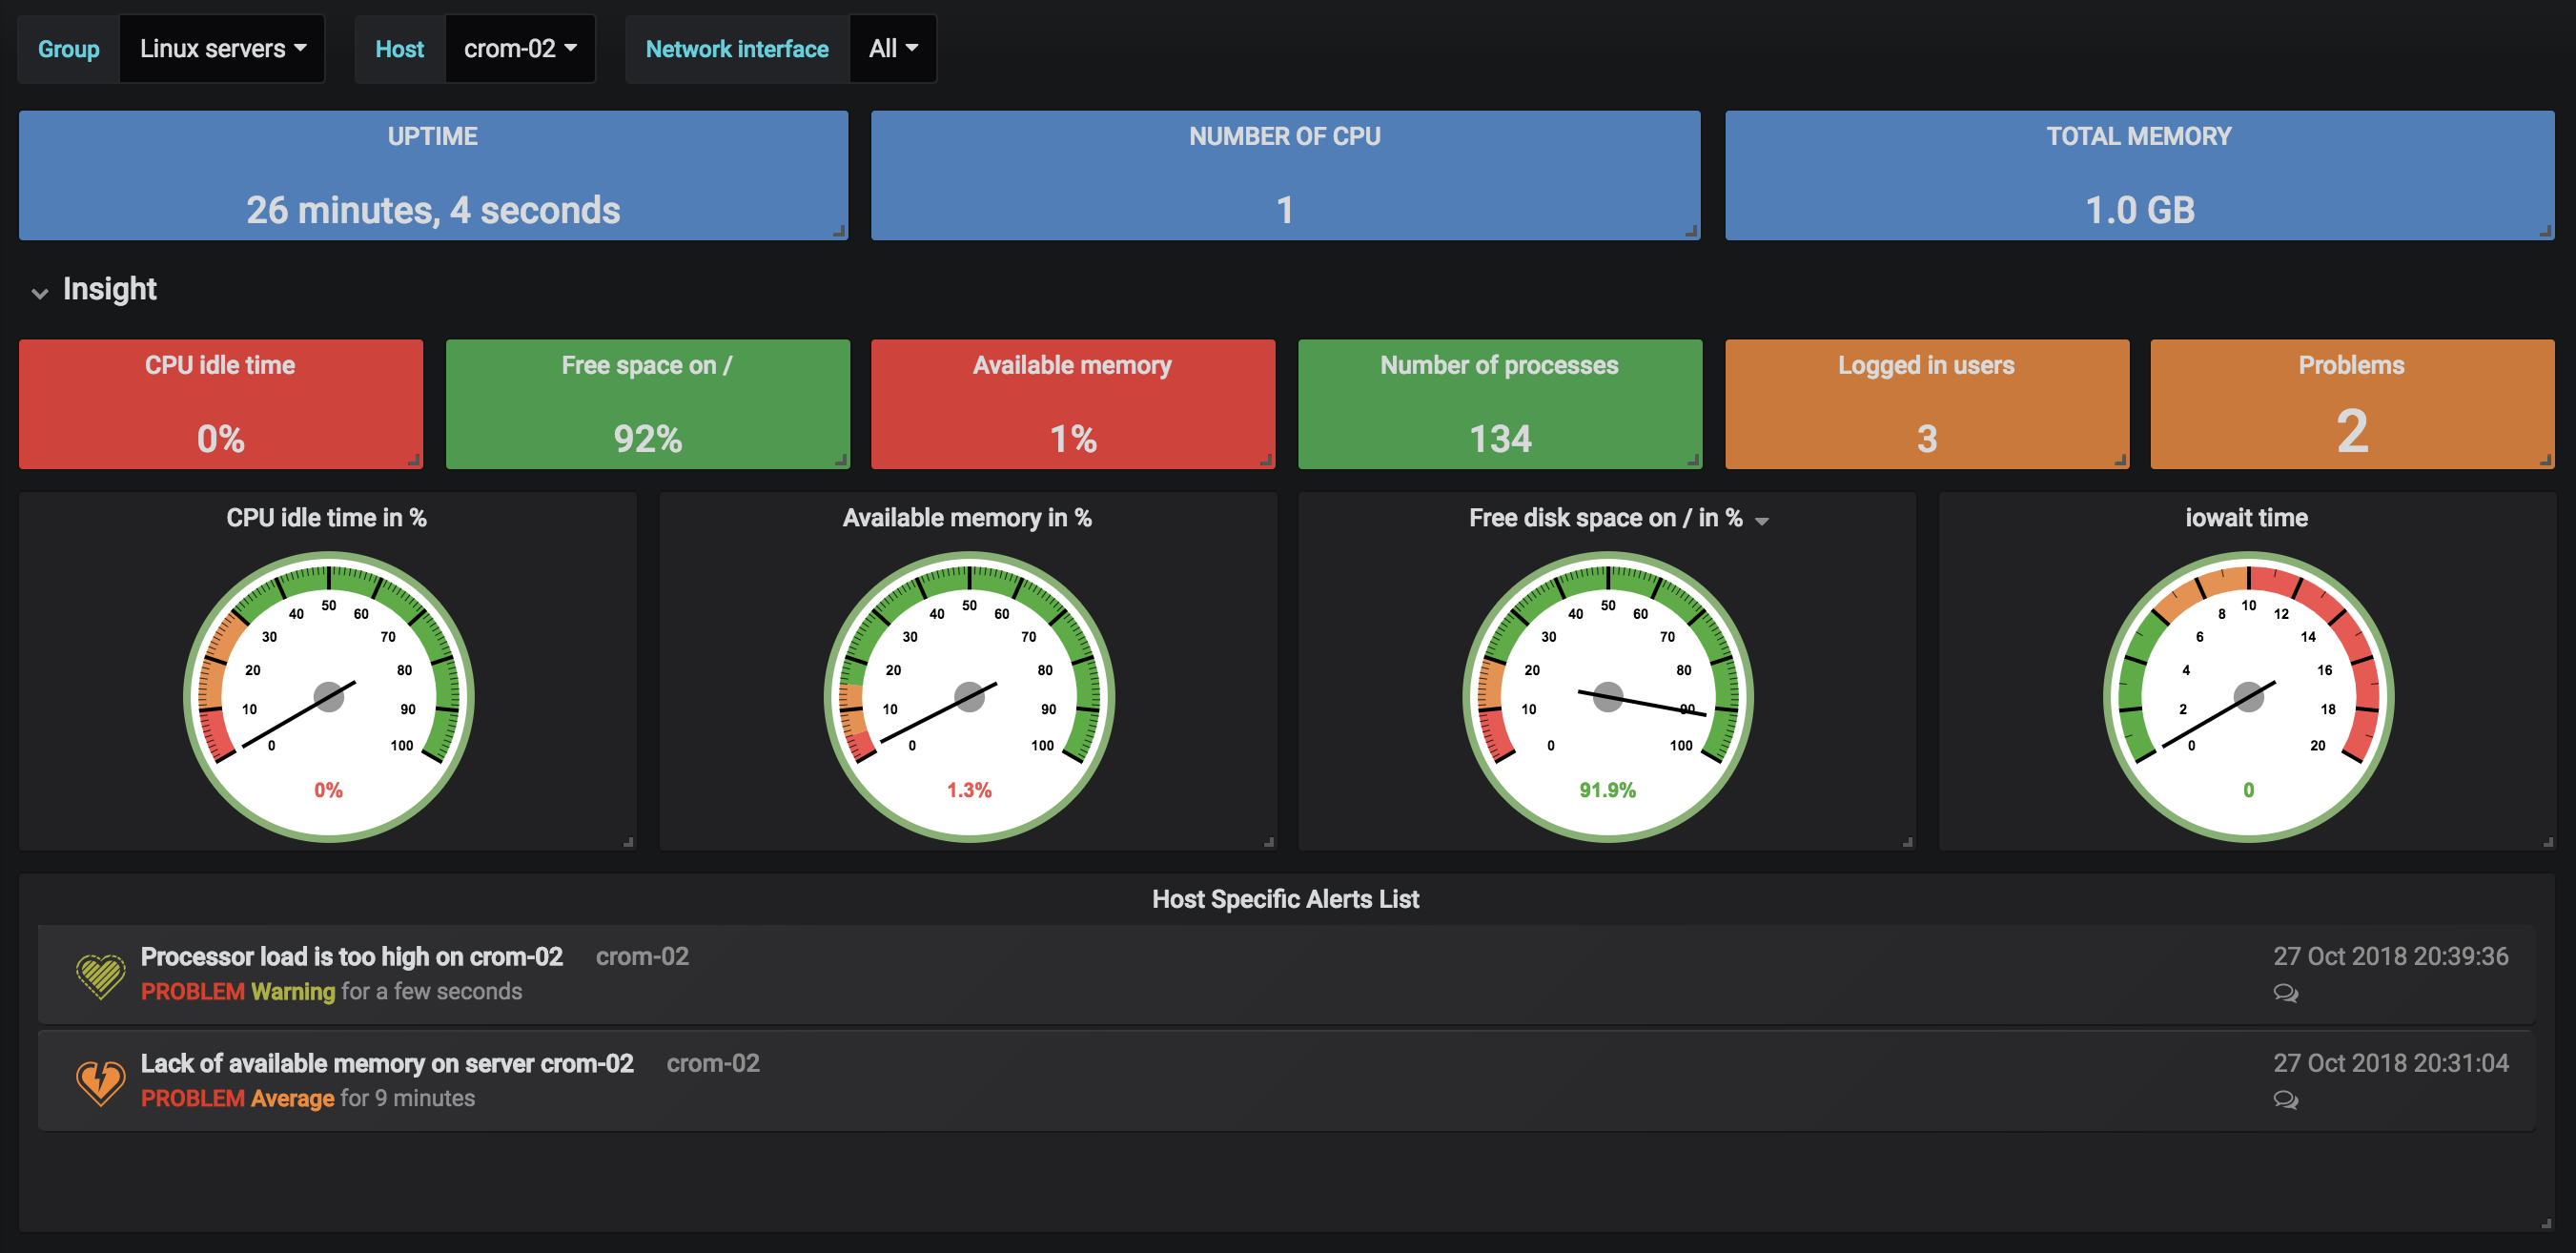 Group Linux servers Host crom-02 Network interface All
UPTIME
26 minutes, 4 seconds
NUMBER OF CPU
1
TOTAL MEMORY
1.0 GB
Insight
CPU idle time
0%
Free space on /
92%
Available memory
1%
Number of processes
134
Logged in users
3
Problems
2
CPU idle time in %
0 10 20 30 40 50 60 70 80 90 100
0%
Available memory in %
0 10 20 30 40 50 60 70 80 90 100
1.3%
Free disk space on / in %
0 10 20 30 40 50 60 70 80 90 100
91.9%
iowait time
0 2 4 6 8 10 12 14 16 18 20
0
Host Specific Alerts List
Processor load is too high on crom-02 crom-02 27 Oct 2018 20:39:36
PROBLEM Warning for a few seconds
Lack of available memory on server crom-02 crom-02 27 Oct 2018 20:31:04
PROBLEM Average for 9 minutes